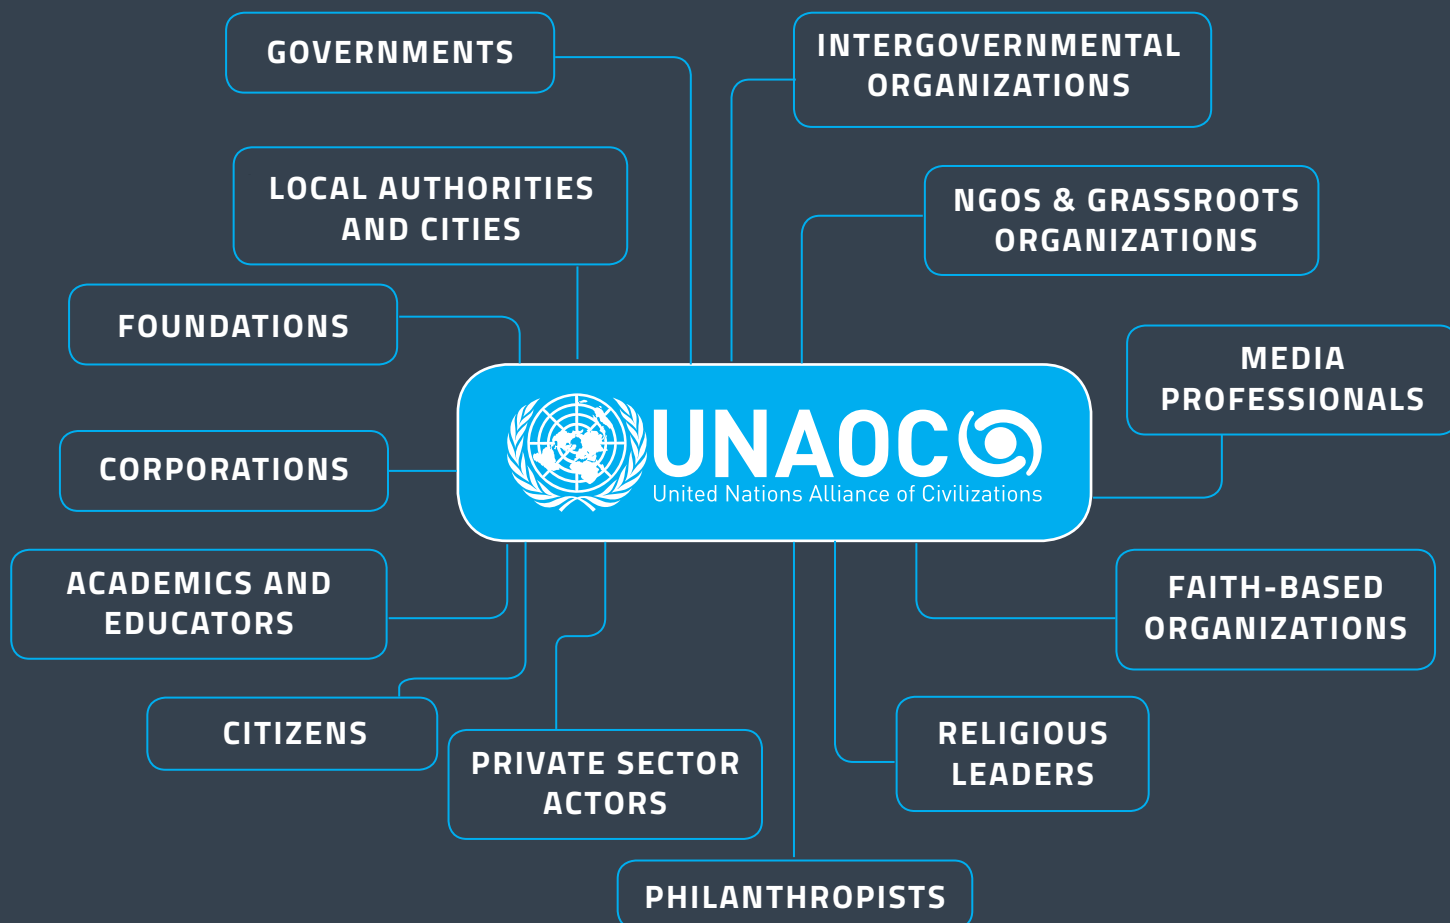 GOVERNMENTS
INTERGOVERNMENTAL
ORGANIZATIONS
LOCAL AUTHORITIES
AND CITIES
NGOS & GRASSROOTS
ORGANIZATIONS
FOUNDATIONS
MEDIA
PROFESSIONALS
UNAOC
United Nations Alliance of Civilizations
CORPORATIONS
ACADEMICS AND
EDUCATORS
FAITH-BASED
ORGANIZATIONS
CITIZENS
PRIVATE SECTOR
ACTORS
RELIGIOUS
LEADERS
PHILANTHROPISTS